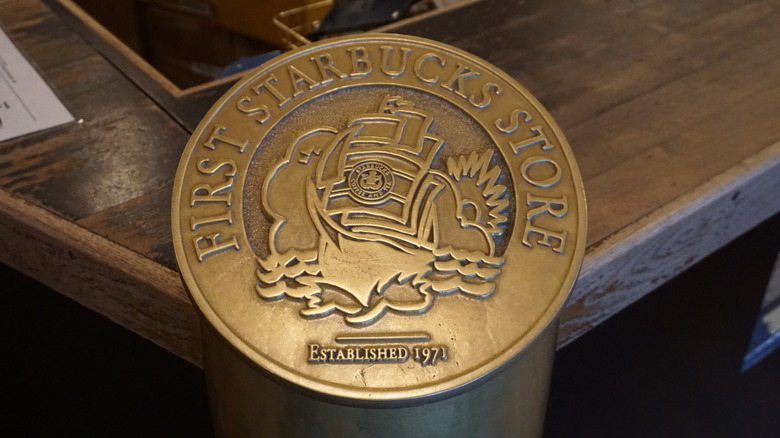 FIRST STARBUCKS STORE
ESTABLISHED 1971